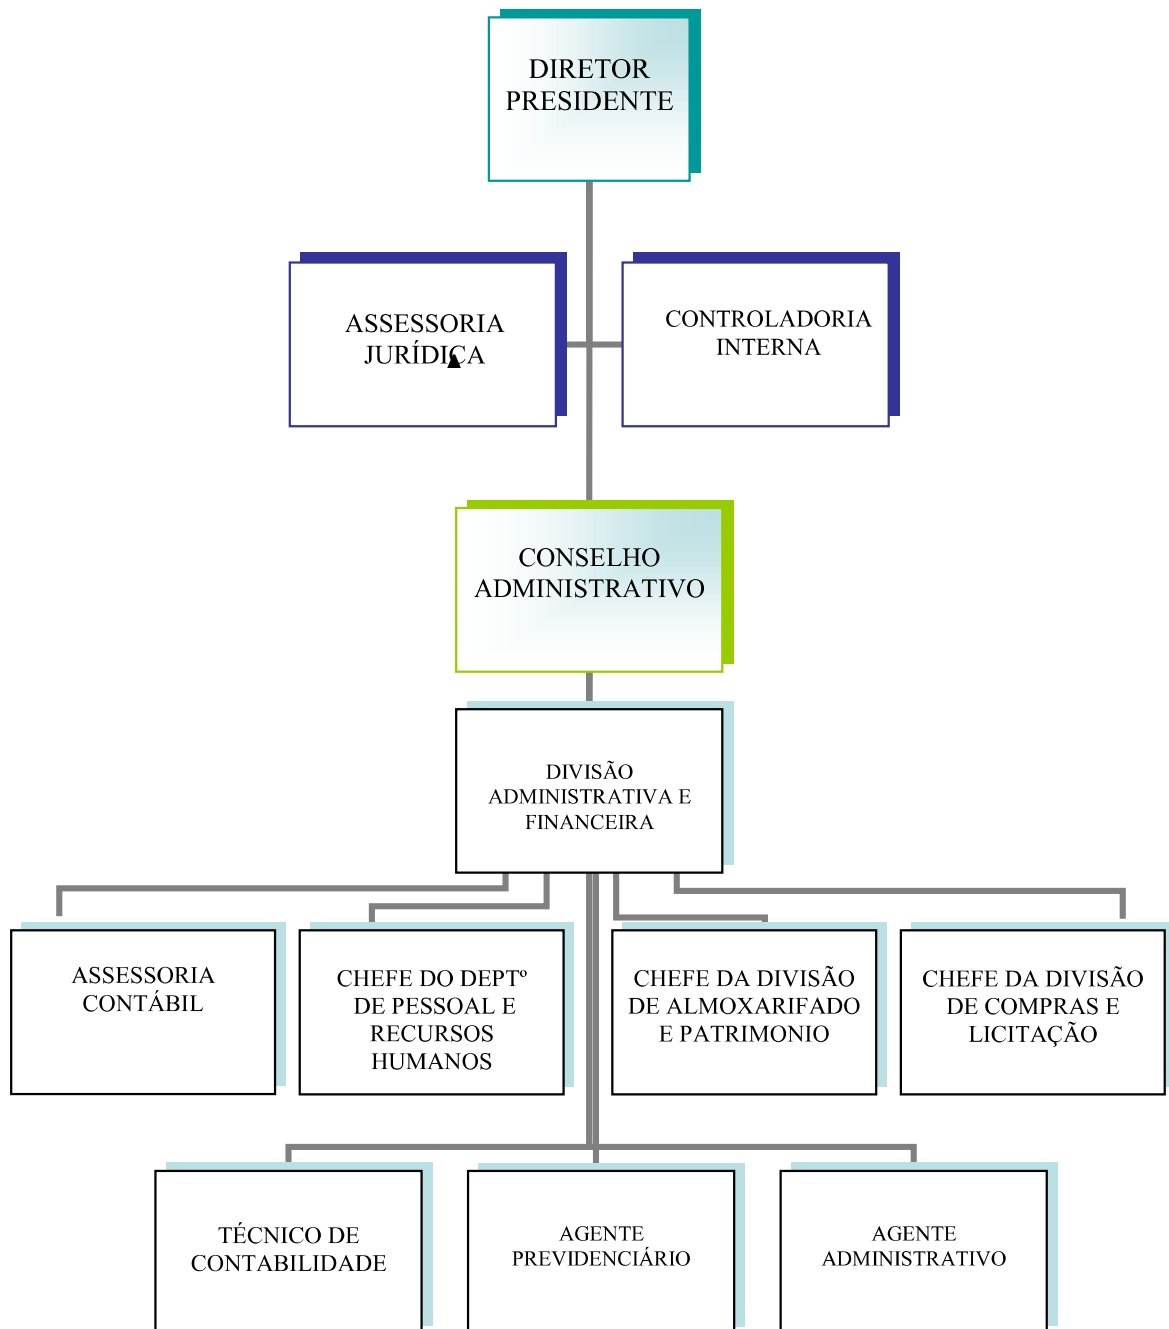 DIRETOR
PRESIDENTE
ASSESSORIA
JURÍDICA
CONTROLADORIA
INTERNA
CONSELHO
ADMINISTRATIVO
DIVISÃO
ADMINISTRATIVA E
FINANCEIRA
ASSESSORIA
CONTÁBIL
CHEFE DO DEPTº
DE PESSOAL E
RECURSOS
HUMANOS
CHEFE DA DIVISÃO
DE ALMOXARIFADO
E PATRIMONIO
CHEFE DA DIVISÃO
DE COMPRAS E
LICITAÇÃO
TÉCNICO DE
CONTABILIDADE
AGENTE
PREVIDENCIÁRIO
AGENTE
ADMINISTRATIVO